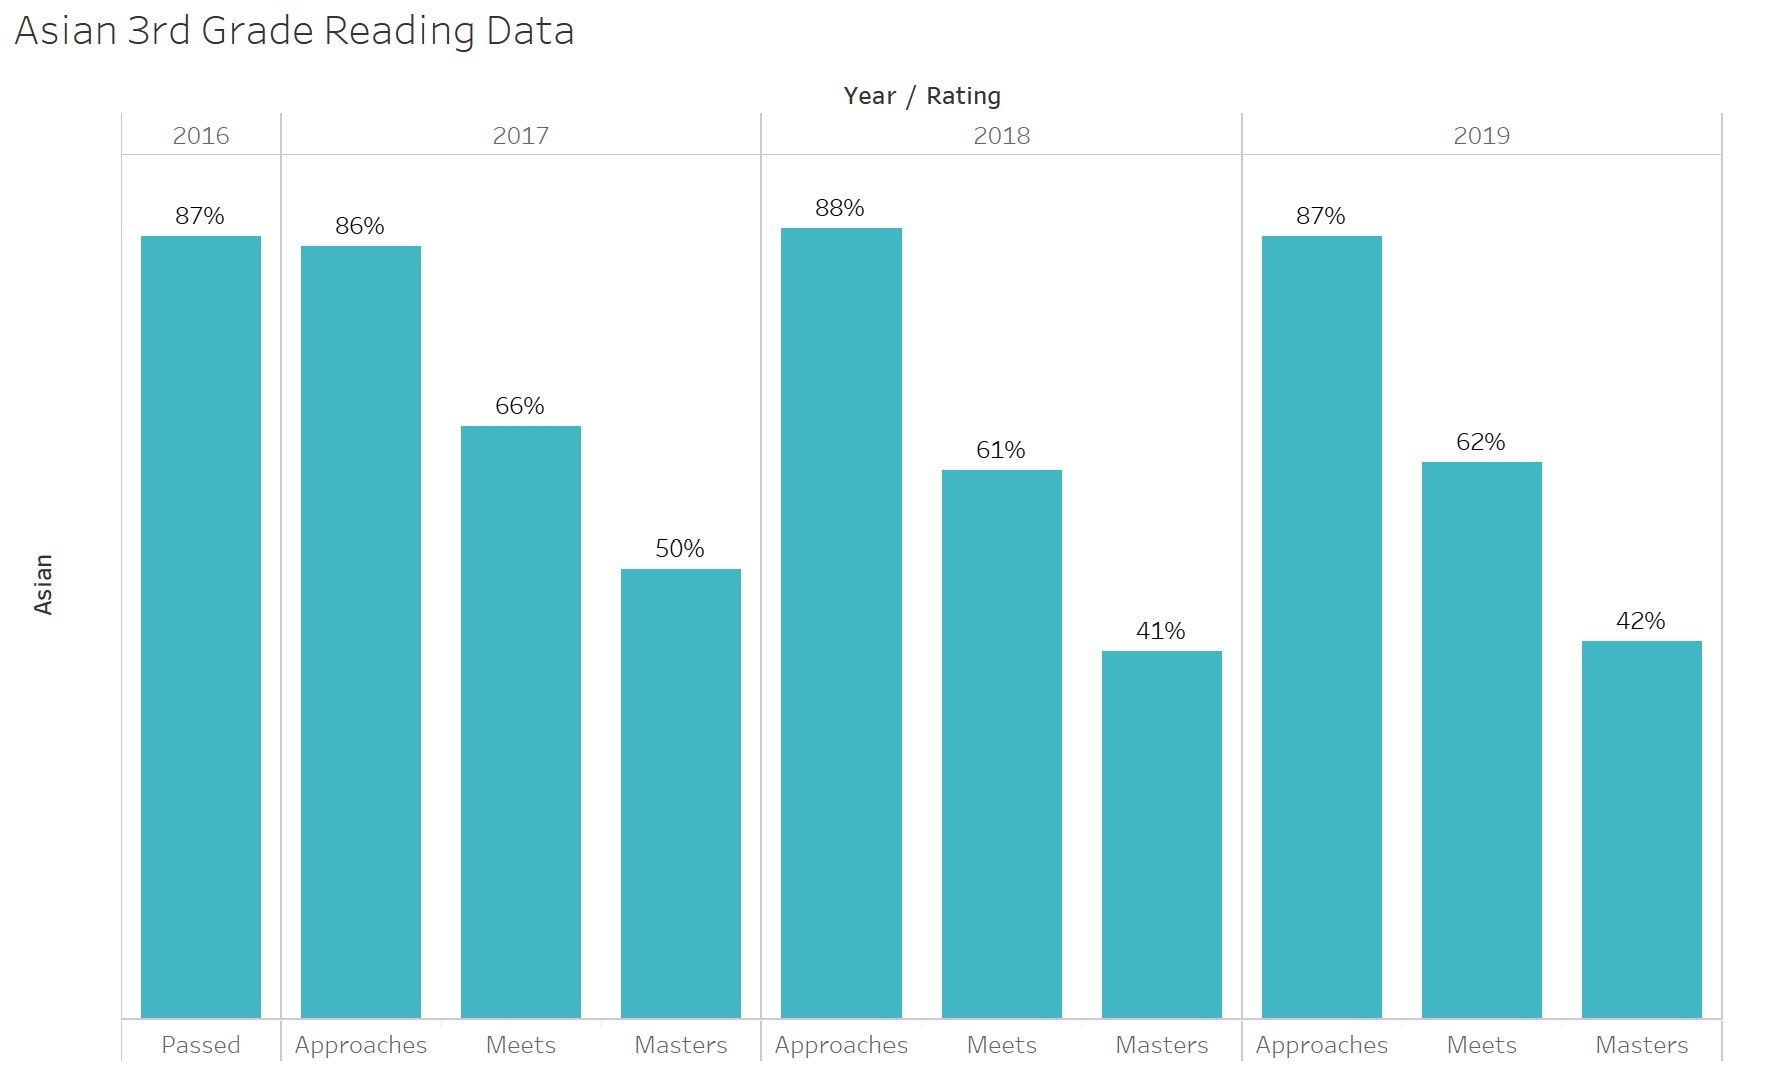 Asian 3rd Grade Reading Data
Year / Rating
2016 2017 2018 2019
87% 86% 66% 50% 88% 61% 41% 87% 62% 42%
Asian
Passed Approaches Meets Masters Approaches Meets Masters Approaches Meets Masters